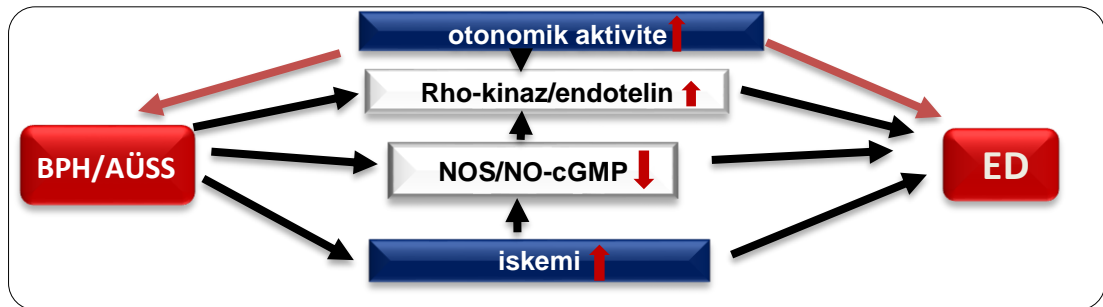 otonomik aktivite
Rho-kinaz/endotelin
BPH/AÜSS
NOS/NO-cGMP
ED
iskemi